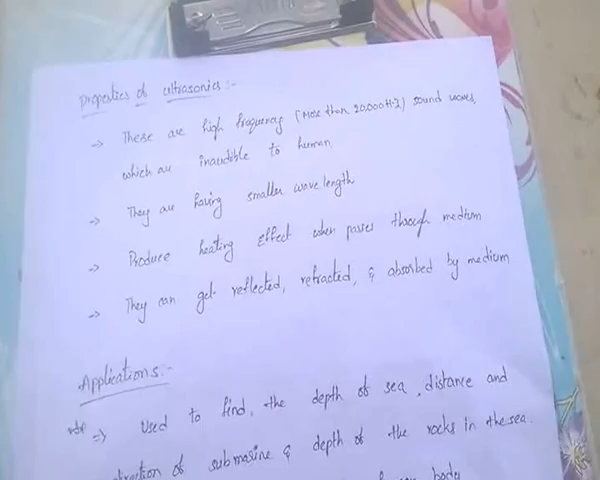 Properties of ultrasonics :-
→ These are high frequency (More than 20,000 Hz) sound waves,
which are inaudible to human
→ They are having smaller wave length
→ Produce heating effect when passes through medium
→ They can get reflected, refracted, & absorbed by medium
Applications :-
⇒ Used to find, the depth of sea, distance and
direction of submarine & depth of the rocks in the sea.
body